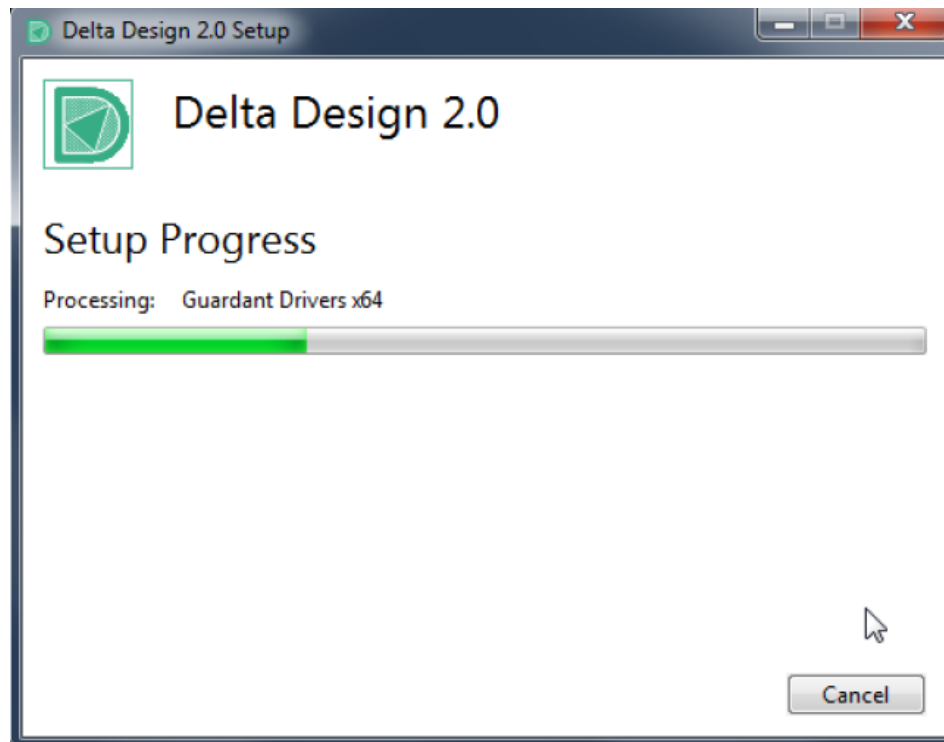 Delta Design 2.0 Setup
Delta Design 2.0
Setup Progress
Processing: Guardant Drivers x64
Cancel